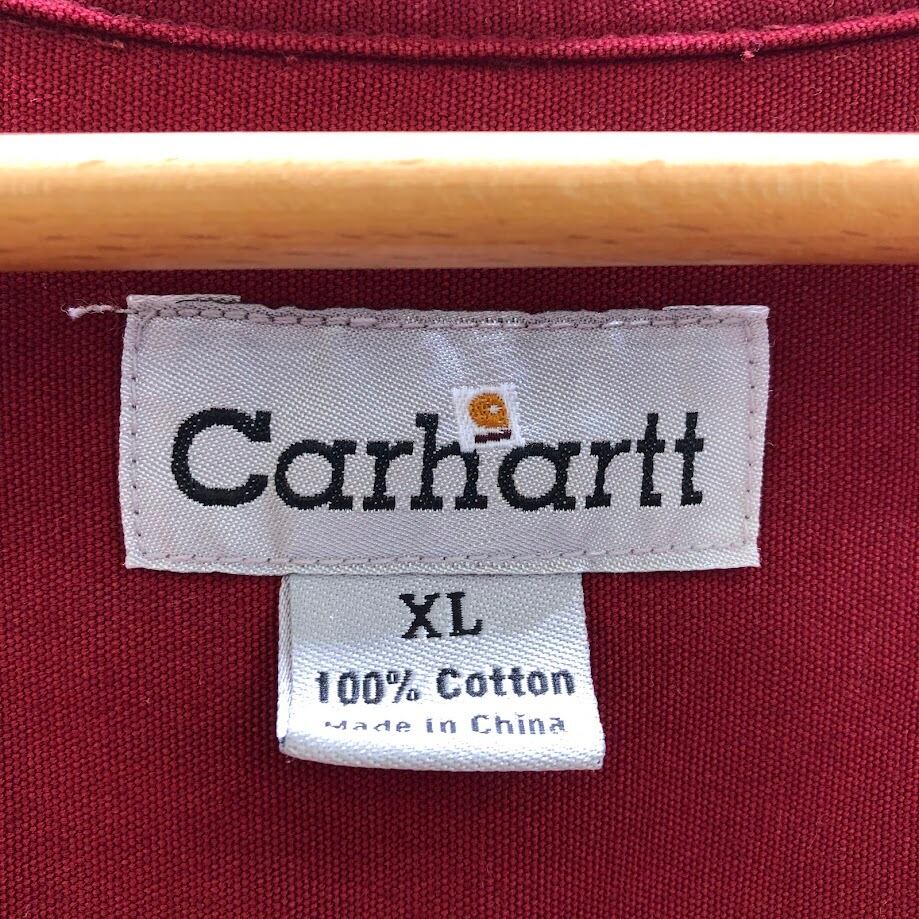 Carhartt
XL
100% Cotton
Made in China